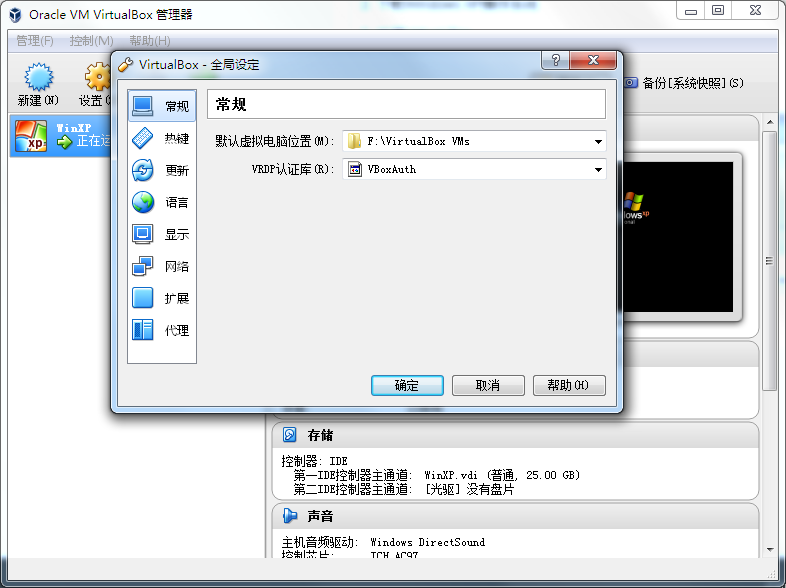 Oracle VM VirtualBox 管理器
管理(F) 控制(M) 帮助(H)
新建(N) 设置( 备份[系统快照](S)
WinXP
正在运
VirtualBox - 全局设定
常规
热键
更新
语言
显示
网络
扩展
代理
常规
默认虚拟电脑位置(M): F:\VirtualBox VMs
VRDP认证库(R): VBoxAuth
确定 取消 帮助(H)
存储
控制器: IDE
第一IDE控制器主通道: WinXP.vdi (普通, 25.00 GB)
第二IDE控制器主通道: [光驱] 没有盘片
声音
主机音频驱动: Windows DirectSound
控制芯片: ICH AC97